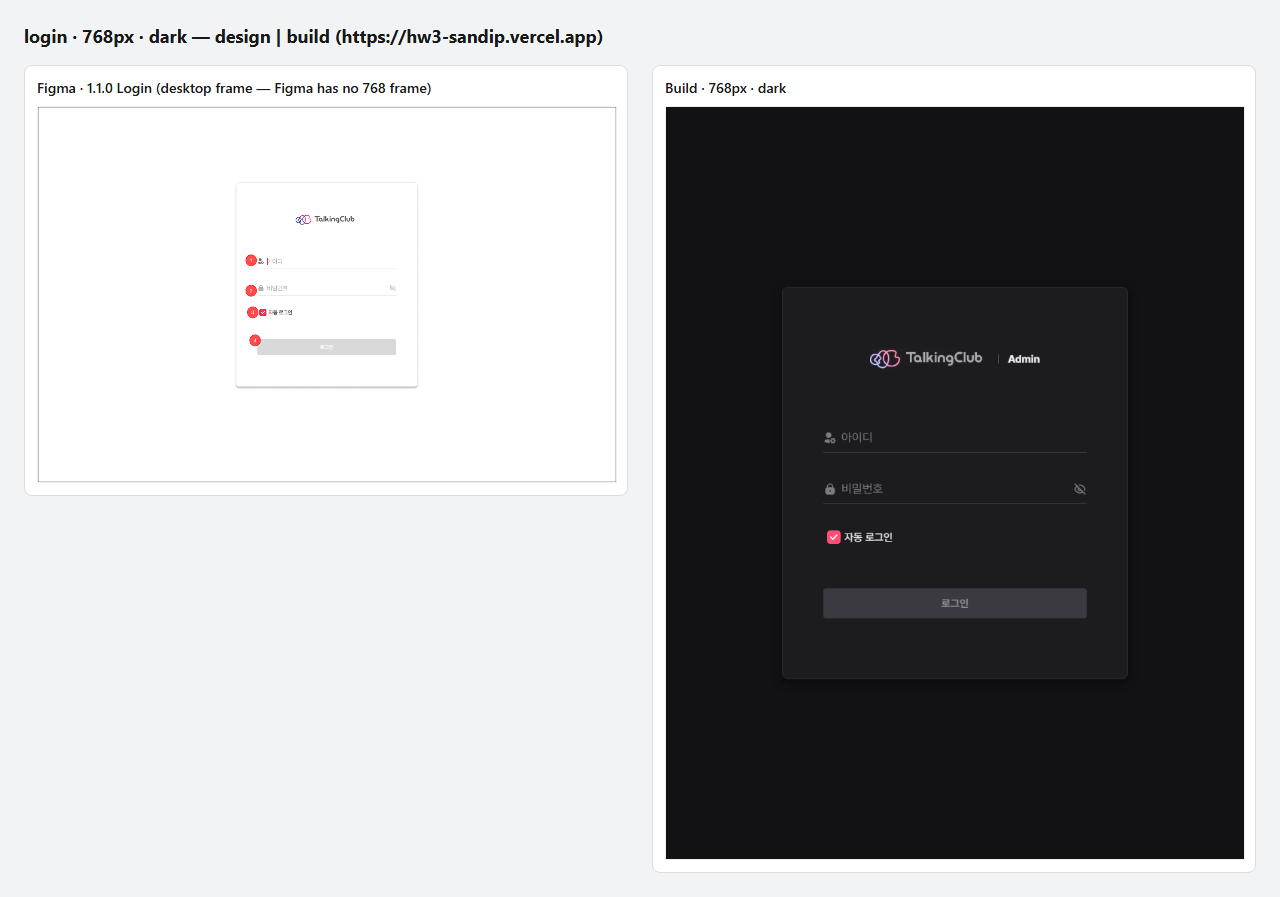 login · 768px · dark — design | build (https://hw3-sandip.vercel.app)
Figma · 1.1.0 Login (desktop frame — Figma has no 768 frame)
TalkingClub
아이디
비밀번호
자동 로그인
로그인
Build · 768px · dark
TalkingClub | Admin
아이디
비밀번호
자동 로그인
로그인